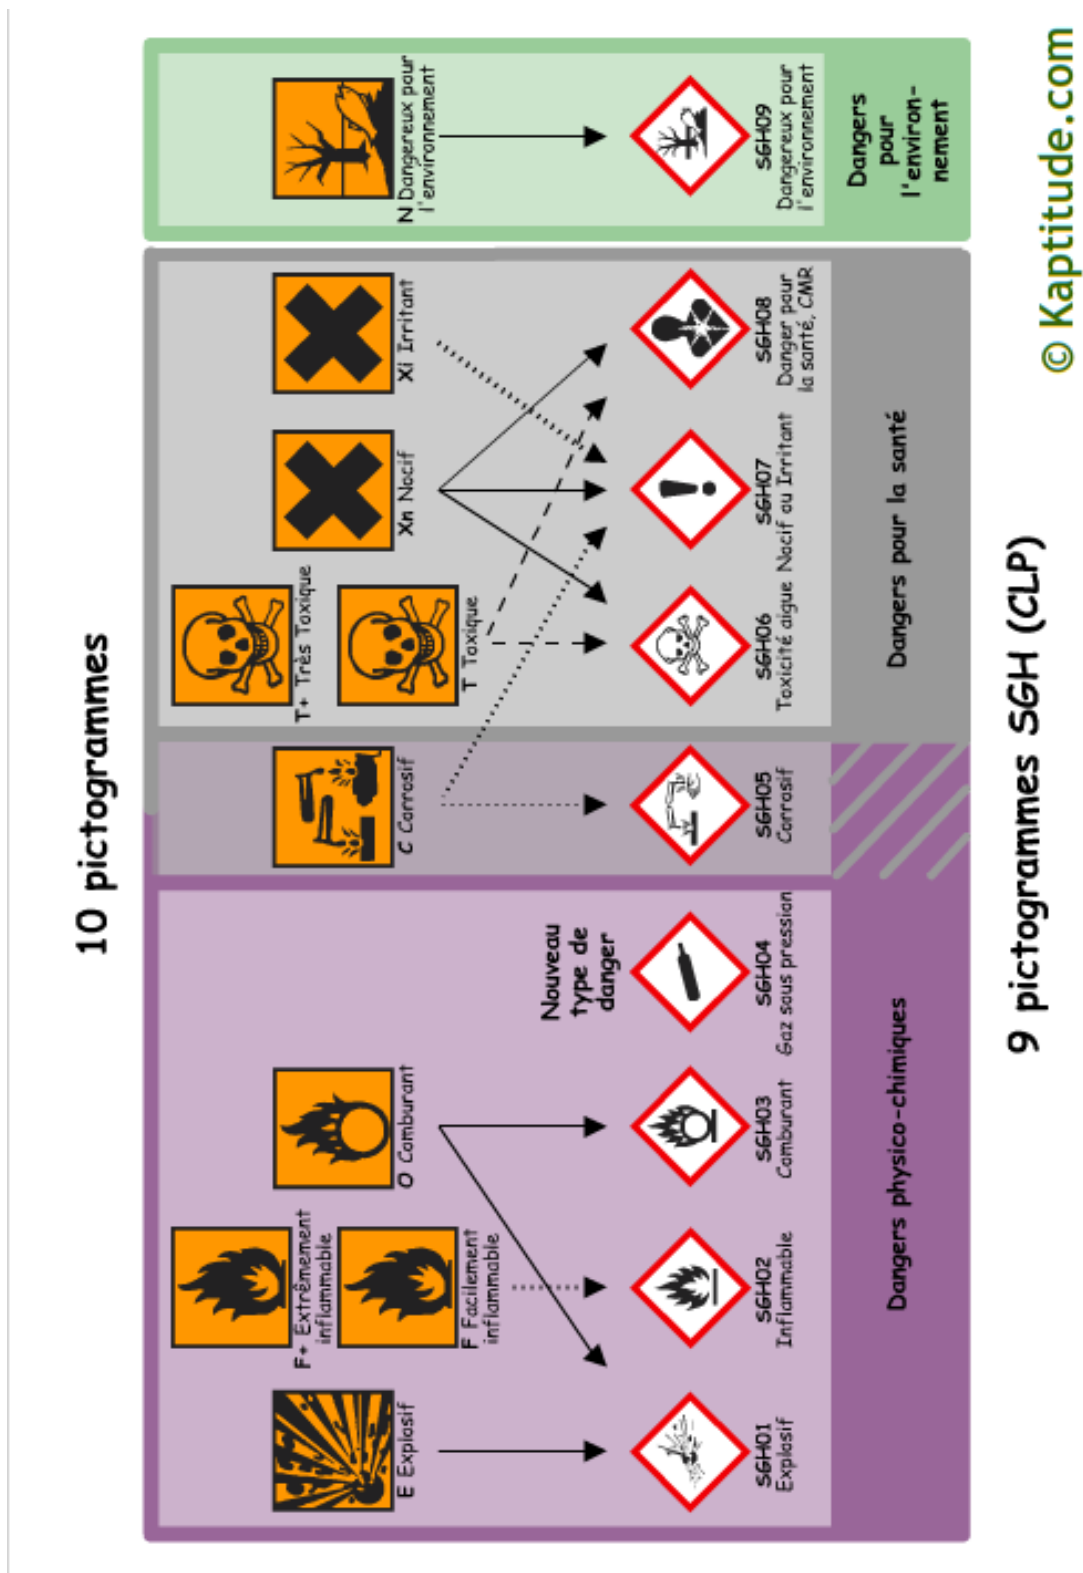 10 pictogrammes
E Explosif
F+ Extrêmement
inflammable
F Facilement
inflammable
O Comburant
C Corrosif
T+ Très Toxique
T Toxique
Xn Nocif
Xi Irritant
N Dangereux pour
l'environnement
Nouveau
type de
danger
SGH01
Explosif
SGH02
Inflammable
SGH03
Comburant
SGH04
Gaz sous pression
SGH05
Corrosif
SGH06
Toxicité aigue
SGH07
Nocif ou Irritant
SGH08
Danger pour
la santé, CMR
SGH09
Dangereux pour
l'environnement
Dangers physico-chimiques
Dangers pour la santé
Dangers
pour
l'environ-
nement
9 pictogrammes SGH (CLP)
© Kaptitude.com